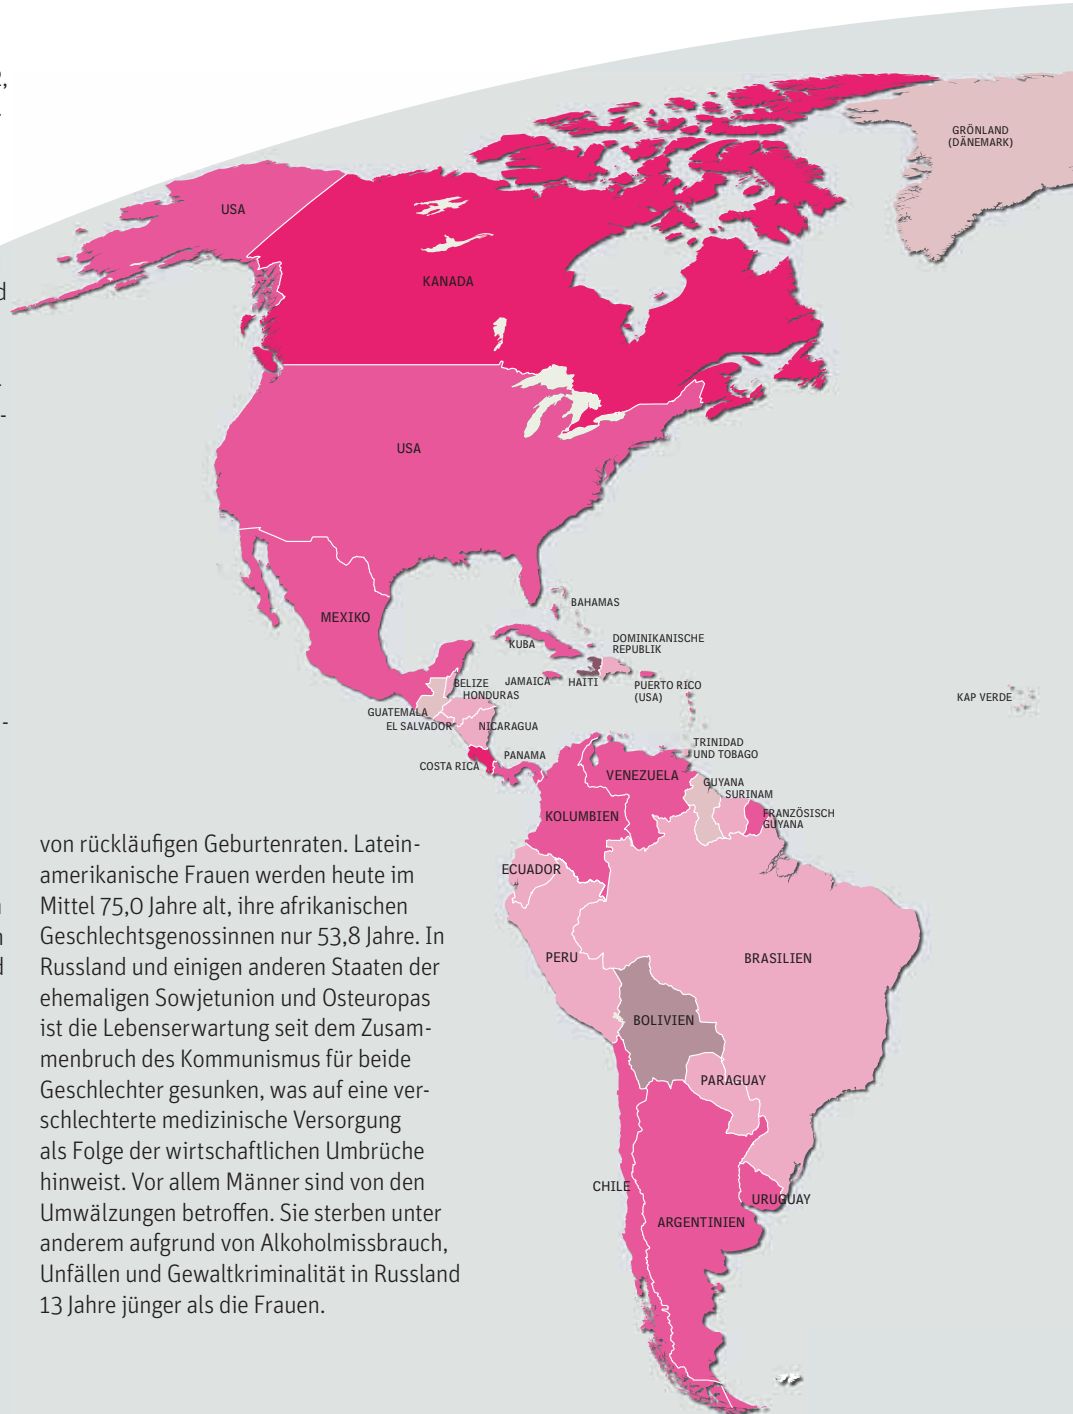 GRÖNLAND
(DÄNEMARK)
USA
KANADA
USA
MEXIKO
BAHAMAS
KUBA
DOMINIKANISCHE
REPUBLIK
JAMAICA
HAITI
PUERTO RICO
(USA)
BELIZE
HONDURAS
GUATEMALA
EL SALVADOR
NICARAGUA
KAP VERDE
COSTA RICA
PANAMA
TRINIDAD
UND TOBAGO
VENEZUELA
GUYANA
SURINAM
FRANZÖSISCH
GUYANA
KOLUMBIEN
ECUADOR
PERU
BRASILIEN
BOLIVIEN
PARAGUAY
CHILE
URUGUAY
ARGENTINIEN
von rückläufigen Geburtenraten. Latein-
amerikanische Frauen werden heute im
Mittel 75,0 Jahre alt, ihre afrikanischen
Geschlechtsgenossinnen nur 53,8 Jahre. In
Russland und einigen anderen Staaten der
ehemaligen Sowjetunion und Osteuropas
ist die Lebenserwartung seit dem Zusam-
menbruch des Kommunismus für beide
Geschlechter gesunken, was auf eine ver-
schlechterte medizinische Versorgung
als Folge der wirtschaftlichen Umbrüche
hinweist. Vor allem Männer sind von den
Umwälzungen betroffen. Sie sterben unter
anderem aufgrund von Alkoholmissbrauch,
Unfällen und Gewaltkriminalität in Russland
13 Jahre jünger als die Frauen.